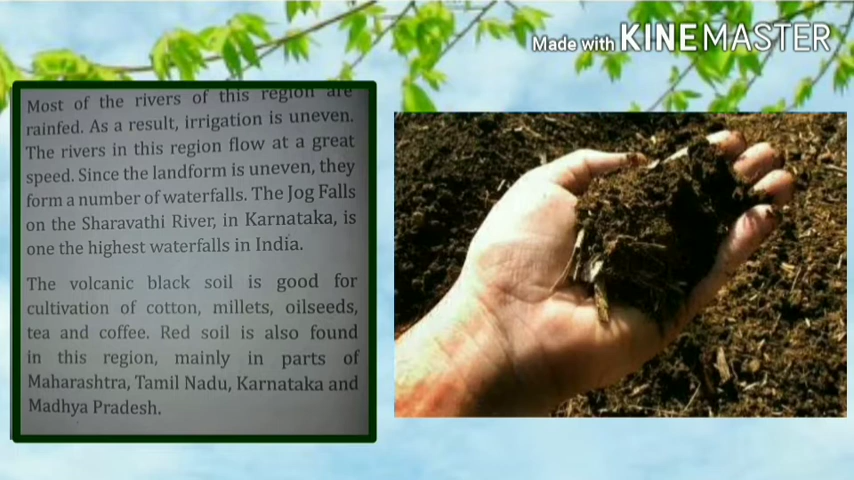 Made with KINEMASTER
Most of the rivers of this region are
rainfed. As a result, irrigation is uneven.
The rivers in this region flow at a great
speed. Since the landform is uneven, they
form a number of waterfalls. The Jog Falls
on the Sharavathi River, in Karnataka, is
one the highest waterfalls in India.
The volcanic black soil is good for
cultivation of cotton, millets, oilseeds,
tea and coffee. Red soil is also found
in this region, mainly in parts of
Maharashtra, Tamil Nadu, Karnataka and
Madhya Pradesh.